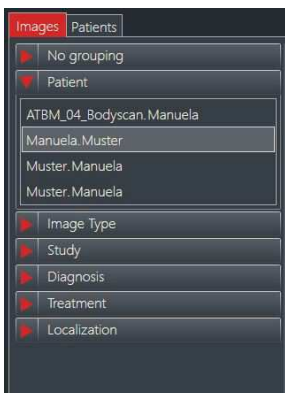 Images Patients
No grouping
Patient
ATBM_04_Bodyscan.Manuela
Manuela.Muster
Muster.Manuela
Muster.Manuela
Image Type
Study
Diagnosis
Treatment
Localization